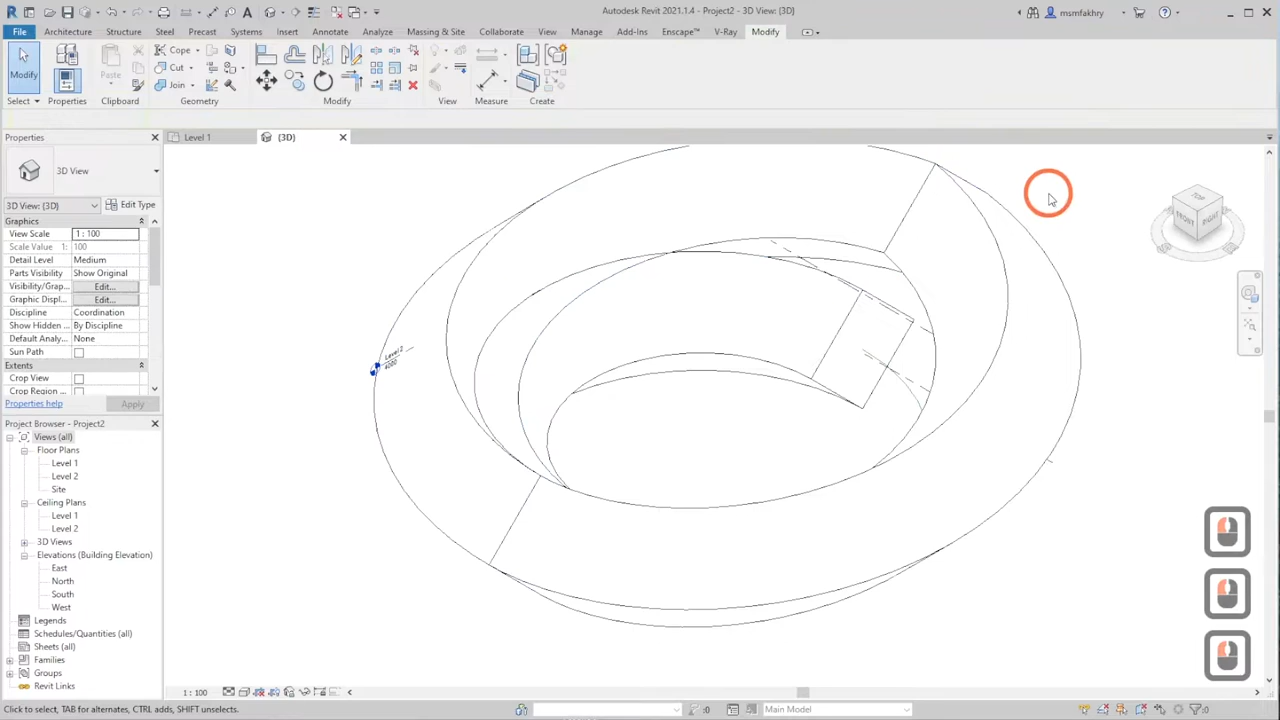 Autodesk Revit 2021.1.4 - Project2 - 3D View: {3D}
msmfakhry
File Architecture Structure Steel Precast Systems Insert Annotate Analyze Massing & Site Collaborate View Manage Add-Ins Enscape™ V-Ray Modify
Modify
Select
Properties
Paste
Clipboard
Cope
Cut
Join
Geometry
Modify
View
Measure
Create
Properties
Level 1
{3D}
3D View
3D View: {3D}
Edit Type
Graphics
View Scale 1 : 100
Scale Value 1: 100
Detail Level Medium
Parts Visibility Show Original
Visibility/Grap... Edit...
Graphic Displ... Edit...
Discipline Coordination
Show Hidden ... By Discipline
Default Analy... None
Sun Path
Extents
Crop View
Crop Region ...
Properties help
Apply
Project Browser - Project2
Views (all)
Floor Plans
Level 1
Level 2
Site
Ceiling Plans
Level 1
Level 2
3D Views
Elevations (Building Elevation)
East
North
South
West
Legends
Schedules/Quantities (all)
Sheets (all)
Families
Groups
Revit Links
Level 2
4000
TOP
FRONT
RIGHT
1 : 100
Click to select, TAB for alternates, CTRL adds, SHIFT unselects.
:0
Main Model
:0